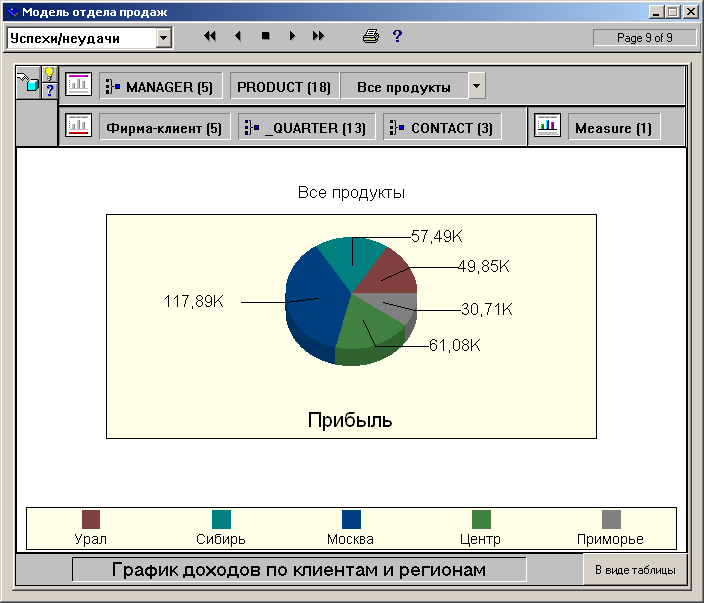 Модель отдела продаж
Успехи/неудачи
?
Page 9 of 9
?
MANAGER (5)
PRODUCT (18)
Все продукты
Фирма-клиент (5)
_QUARTER (13)
CONTACT (3)
Measure (1)
Все продукты
57,49K
49,85K
117,89K
30,71K
61,08K
Прибыль
Урал
Сибирь
Москва
Центр
Приморье
График доходов по клиентам и регионам
В виде таблицы